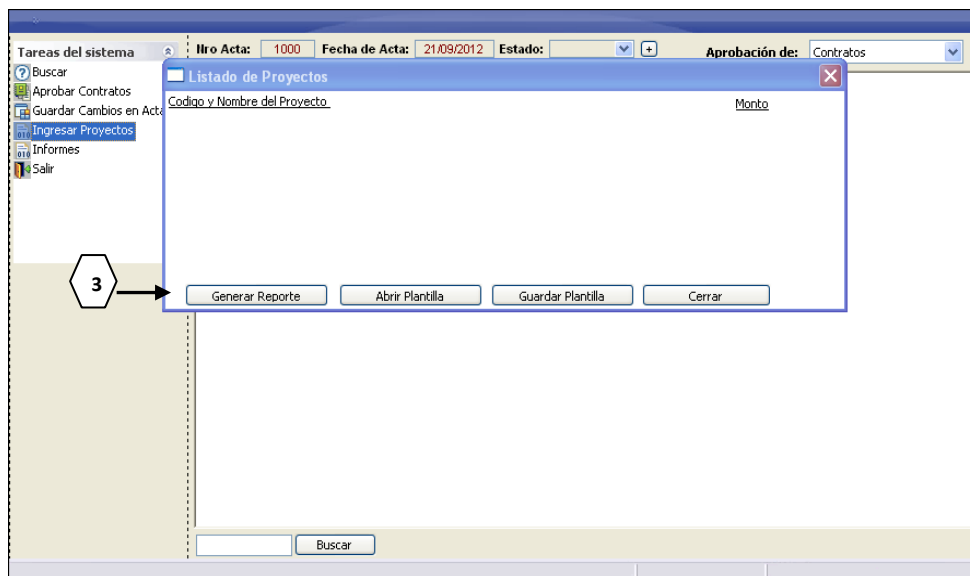 Tareas del sistema
Buscar
Aprobar Contratos
Guardar Cambios en Acta
Ingresar Proyectos
Informes
Salir
Nro Acta: 1000 Fecha de Acta: 21/09/2012 Estado: + Aprobación de: Contratos
Listado de Proyectos
Codigo y Nombre del Proyecto Monto
3
Generar Reporte Abrir Plantilla Guardar Plantilla Cerrar
Buscar